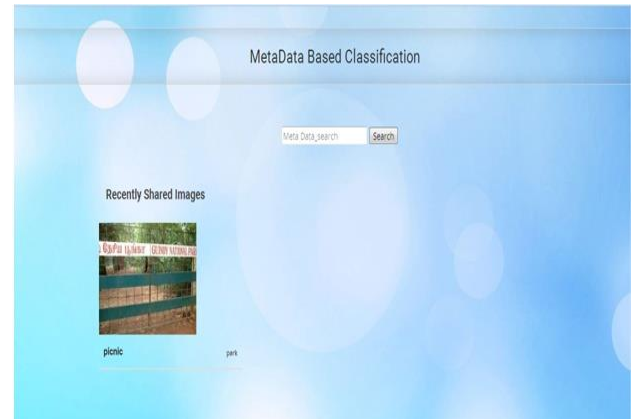 MetaData Based Classification
Meta Data_search
Search
Recently Shared Images
GUINDY NATIONAL PARK
picnic
park